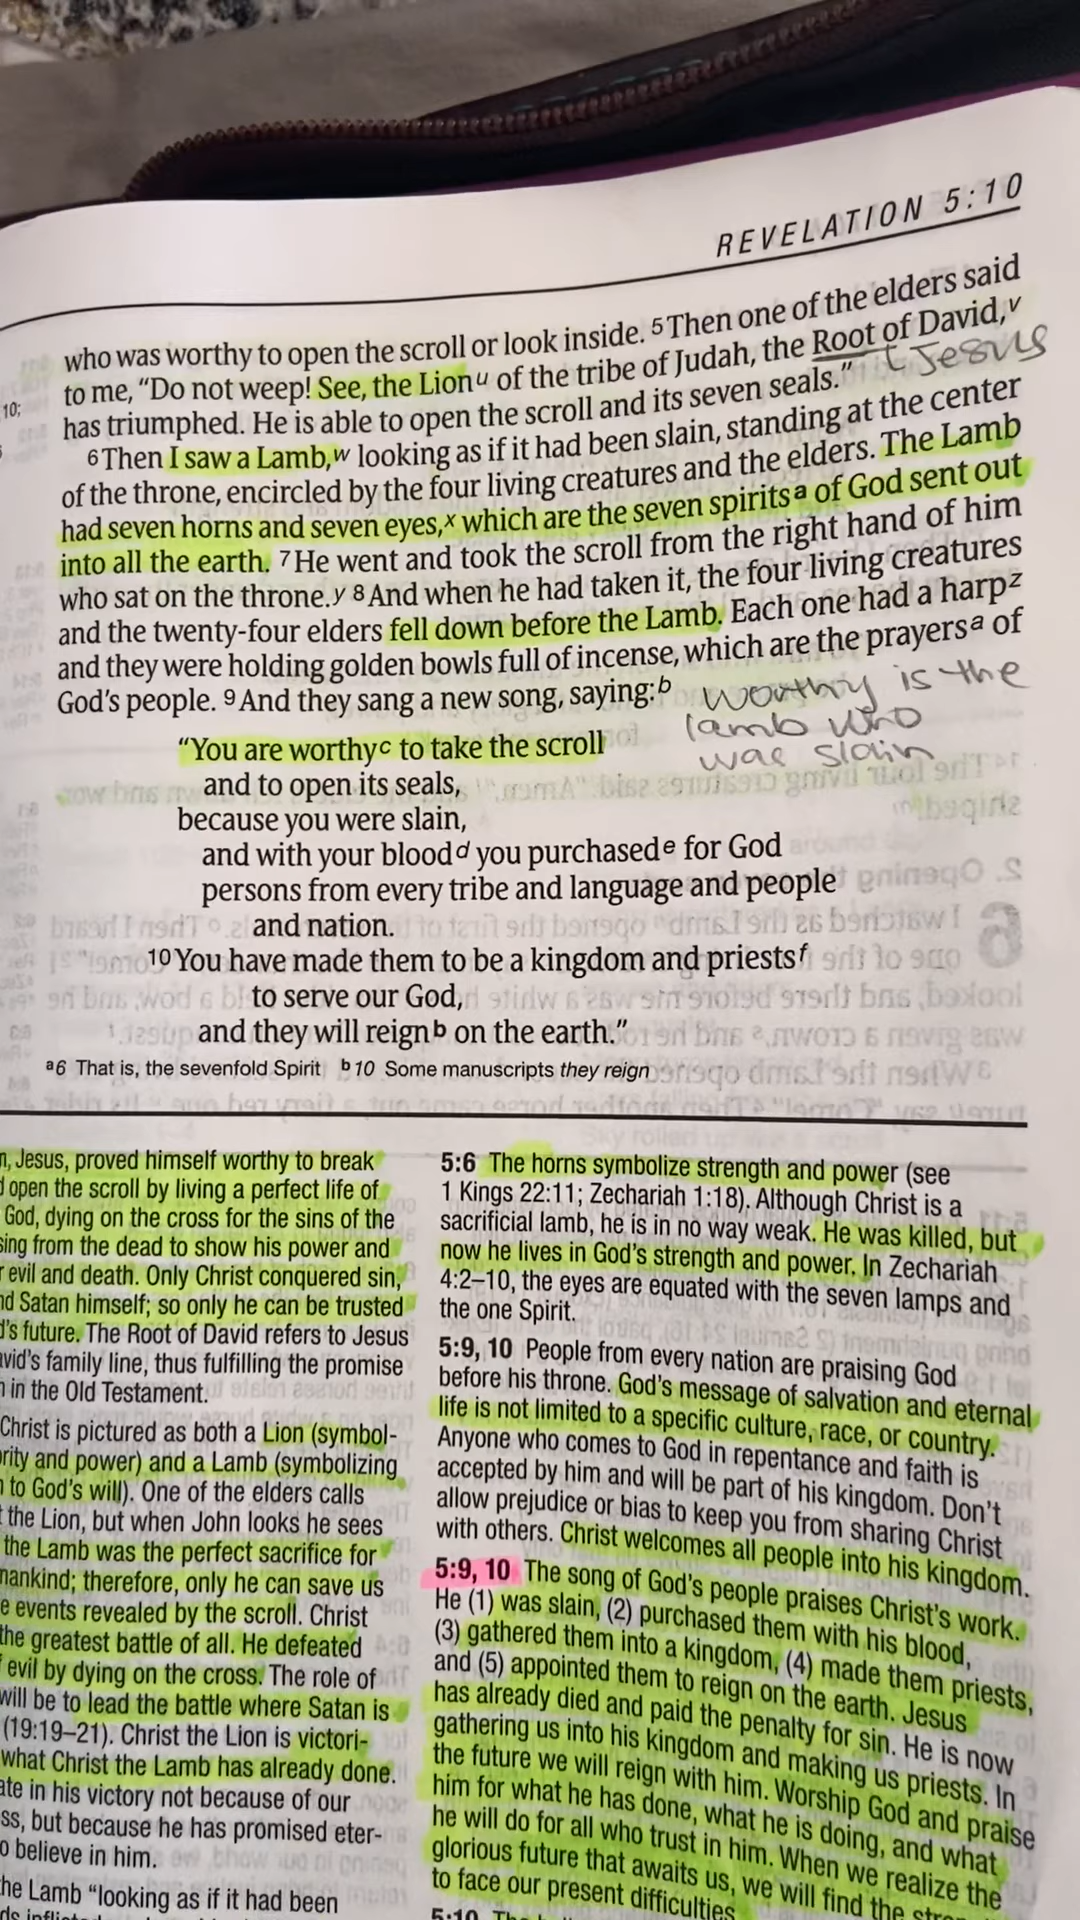 REVELATION 5:10
who was worthy to open the scroll or look inside. 5 Then one of the elders said
to me, “Do not weep! See, the Lion u of the tribe of Judah, the Root of David, v
has triumphed. He is able to open the scroll and its seven seals.”
Jesus
6 Then I saw a Lamb, w looking as if it had been slain, standing at the center
of the throne, encircled by the four living creatures and the elders. The Lamb
had seven horns and seven eyes, x which are the seven spirits a of God sent out
into all the earth. 7 He went and took the scroll from the right hand of him
who sat on the throne. y 8 And when he had taken it, the four living creatures
and the twenty-four elders fell down before the Lamb. Each one had a harp z
and they were holding golden bowls full of incense, which are the prayers a of
God’s people. 9 And they sang a new song, saying: b
worthy is the
lamb who
was slain
“You are worthy c to take the scroll
and to open its seals,
because you were slain,
and with your blood d you purchased e for God
persons from every tribe and language and people
and nation.
10 You have made them to be a kingdom and priests f
to serve our God,
and they will reign b on the earth.”
a 6 That is, the sevenfold Spirit b 10 Some manuscripts they reign
10;
Jesus, proved himself worthy to break
open the scroll by living a perfect life of
God, dying on the cross for the sins of the
from the dead to show his power and
evil and death. Only Christ conquered sin,
Satan himself; so only he can be trusted
future. The Root of David refers to Jesus
family line, thus fulfilling the promise
in the Old Testament.
Christ is pictured as both a Lion (symbol-
and power) and a Lamb (symbolizing
to God’s will). One of the elders calls
the Lion, but when John looks he sees
the Lamb was the perfect sacrifice for
therefore, only he can save us
events revealed by the scroll. Christ
the greatest battle of all. He defeated
evil by dying on the cross. The role of
will be to lead the battle where Satan is
(19:19–21). Christ the Lion is victori-
what Christ the Lamb has already done.
in his victory not because of our
but because he has promised eter-
believe in him.
the Lamb “looking as if it had been
5:6 The horns symbolize strength and power (see
1 Kings 22:11; Zechariah 1:18). Although Christ is a
sacrificial lamb, he is in no way weak. He was killed, but
now he lives in God’s strength and power. In Zechariah
4:2–10, the eyes are equated with the seven lamps and
the one Spirit.
5:9, 10 People from every nation are praising God
before his throne. God’s message of salvation and eternal
life is not limited to a specific culture, race, or country.
Anyone who comes to God in repentance and faith is
accepted by him and will be part of his kingdom. Don’t
allow prejudice or bias to keep you from sharing Christ
with others. Christ welcomes all people into his kingdom.
5:9, 10 The song of God’s people praises Christ’s work.
He (1) was slain, (2) purchased them with his blood,
(3) gathered them into a kingdom, (4) made them priests,
and (5) appointed them to reign on the earth. Jesus
has already died and paid the penalty for sin. He is now
gathering us into his kingdom and making us priests. In
the future we will reign with him. Worship God and praise
him for what he has done, what he is doing, and what
he will do for all who trust in him. When we realize the
glorious future that awaits us, we will find the
to face our present difficulties.
5:10